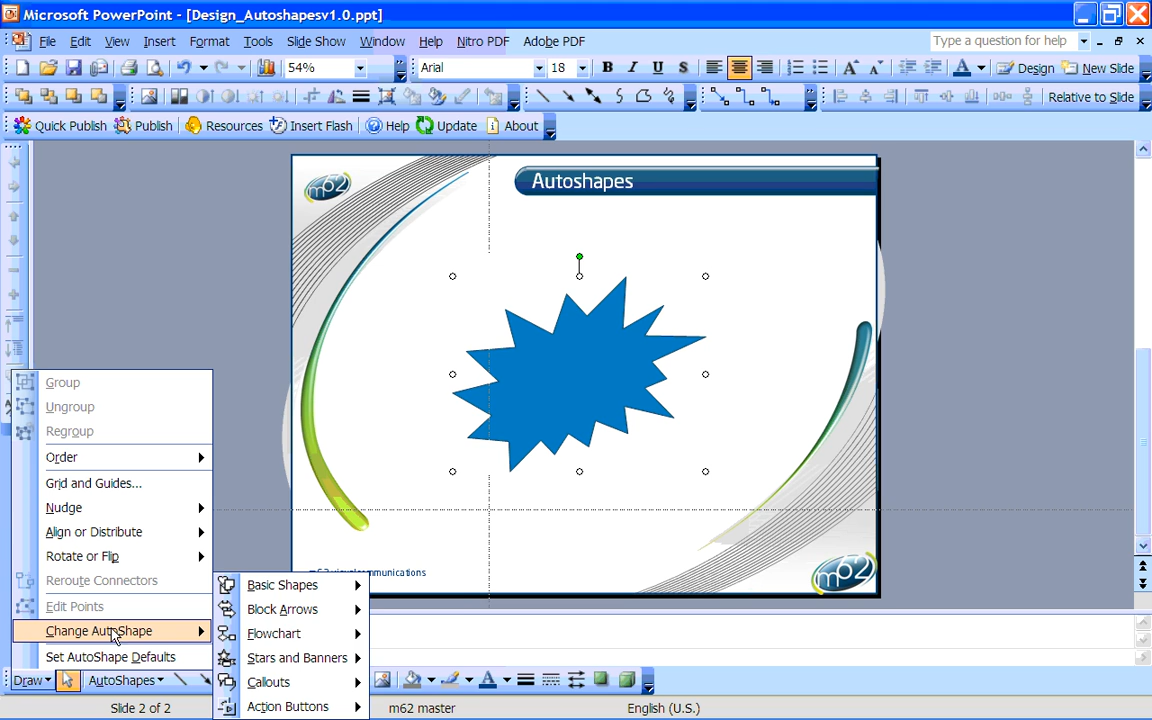 Microsoft PowerPoint - [Design_Autoshapesv1.0.ppt]
File Edit View Insert Format Tools Slide Show Window Help Nitro PDF Adobe PDF Type a question for help
54% Arial 18 B I U S A A A Design New Slide
Relative to Slide
Quick Publish Publish Resources Insert Flash Help Update About
m62
Autoshapes
Group
Ungroup
Regroup
Order
Grid and Guides...
Nudge
Align or Distribute
Rotate or Flip
Reroute Connectors
Edit Points
Change AutoShape
Set AutoShape Defaults
Basic Shapes
Block Arrows
Flowchart
Stars and Banners
Callouts
Action Buttons
m62
Draw AutoShapes A
Slide 2 of 2 m62 master English (U.S.)